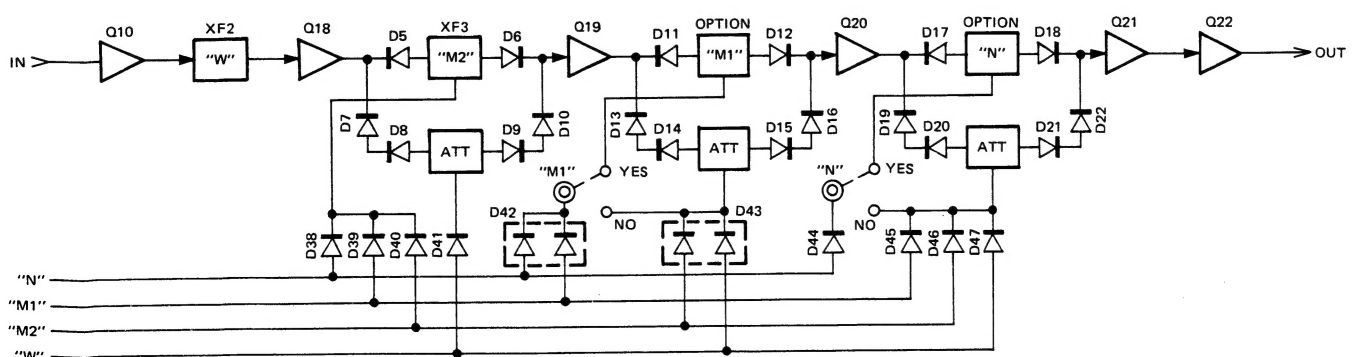 OPTION OPTION
Q10 XF2 Q18 D5 XF3 D6 Q19 D11 D12 Q20 D17 D18 Q21 Q22
IN "W" "M2" "M1" "N" OUT
D7 D8 D9 D10 D13 D14 D15 D16 D19 D20 D21 D22
ATT ATT ATT
"M1" YES "N" YES
D42 NO D43 NO
D38 D39 D40 D41 D44 D45 D46 D47
"N"
"M1"
"M2"
"W"